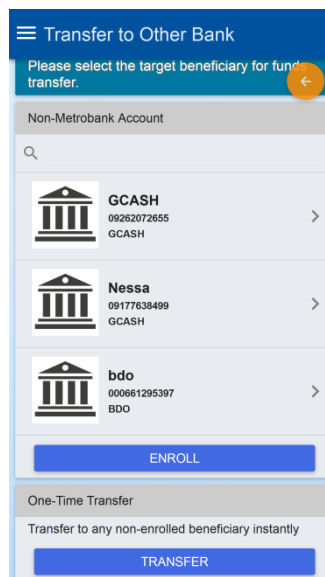 Transfer to Other Bank
Please select the target beneficiary for funds
transfer.
Non-Metrobank Account
GCASH
09262072655
GCASH
Nessa
09177638499
GCASH
bdo
000661295397
BDO
ENROLL
One-Time Transfer
Transfer to any non-enrolled beneficiary instantly
TRANSFER